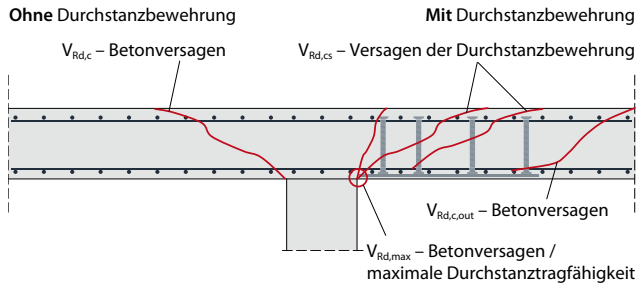 Ohne Durchstanzbewehrung
Mit Durchstanzbewehrung
V_Rd,c – Betonversagen
V_Rd,cs – Versagen der Durchstanzbewehrung
V_Rd,c,out – Betonversagen
V_Rd,max – Betonversagen /
maximale Durchstanztragfähigkeit